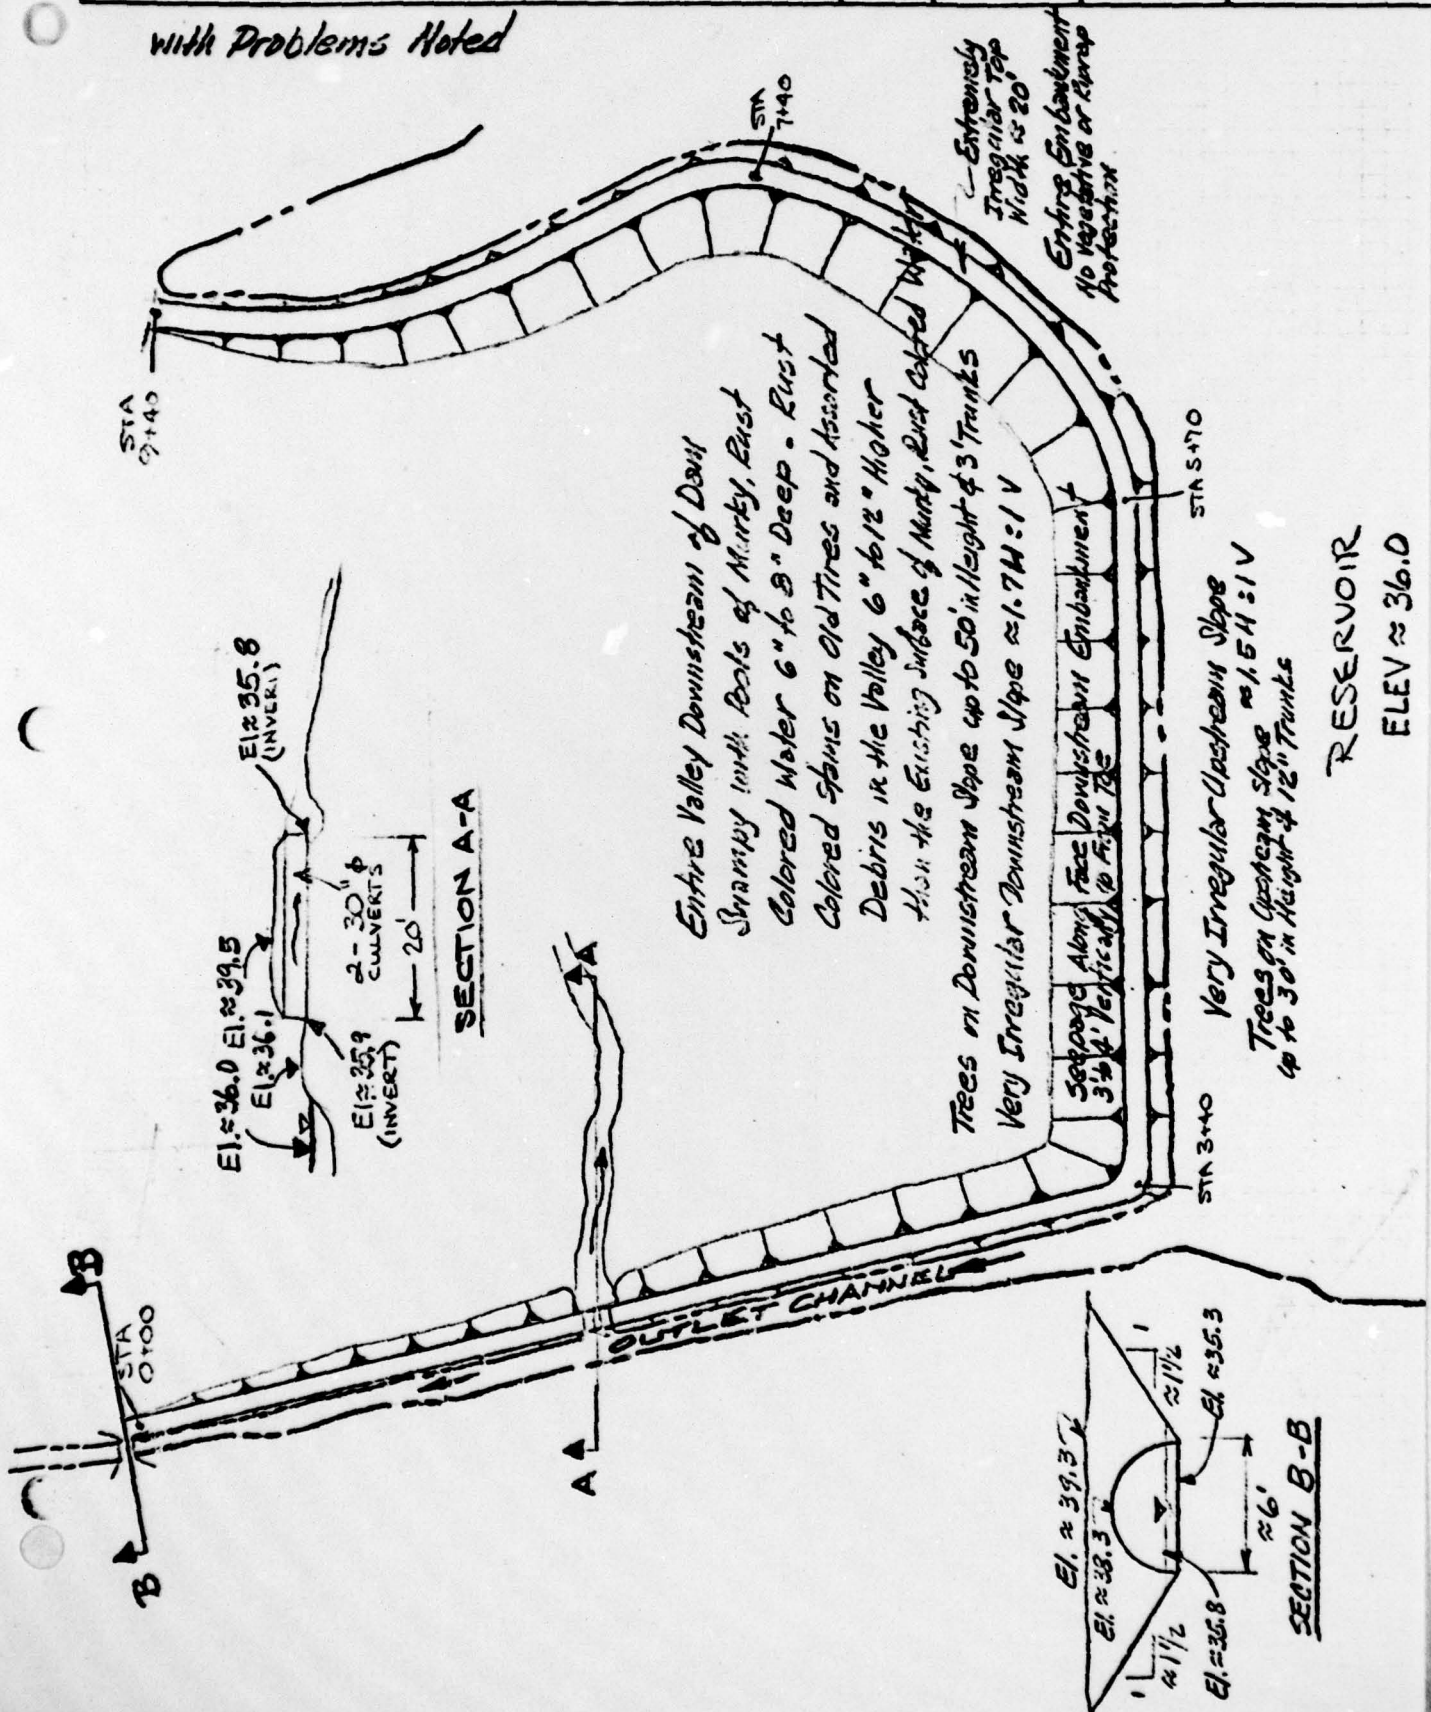 with Problems Noted
STA
9+40
STA
7+40
Extremely
Irregular Top
Width ≈ 20'
Entire Embankment
No Vegetative or Riprap
Protection
El ≈ 35.8
(INVERT)
El. ≈ 39.5
El. ≈ 36.0
El. ≈ 36.1
El ≈ 35.9
(INVERT)
2-30" φ
CULVERTS
20'
SECTION A-A
Entire Valley Downstream of Dam
Swampy with Pools of Murky, Rust
Colored Water 6" to 8" Deep. Rust
Colored Stains on Old Tires and Assorted
Debris in the Valley 6" to 12" Higher
than the Existing Surface of Murky, Rust Colored Water
Trees on Downstream Slope up to 50' in Height & 3' Trunks
Very Irregular Downstream Slope ≈ 1.7H:1V
Seepage Along Face Downstream Embankment
3' to 4' Vertically Up From Toe
STA 5+70
Very Irregular Upstream Slope
≈ 1.5H:1V
Trees on Upstream Slope
up to 30' in Height & 12" Trunks
RESERVOIR
ELEV ≈ 36.0
STA 3+40
B
STA
0+00
B
A
A
OUTLET CHANNEL
El. ≈ 39.3
El. ≈ 38.3
1
≈ 1 1/2
1
≈ 1 1/2
El. ≈ 35.8
El. ≈ 35.3
≈ 6'
SECTION B-B